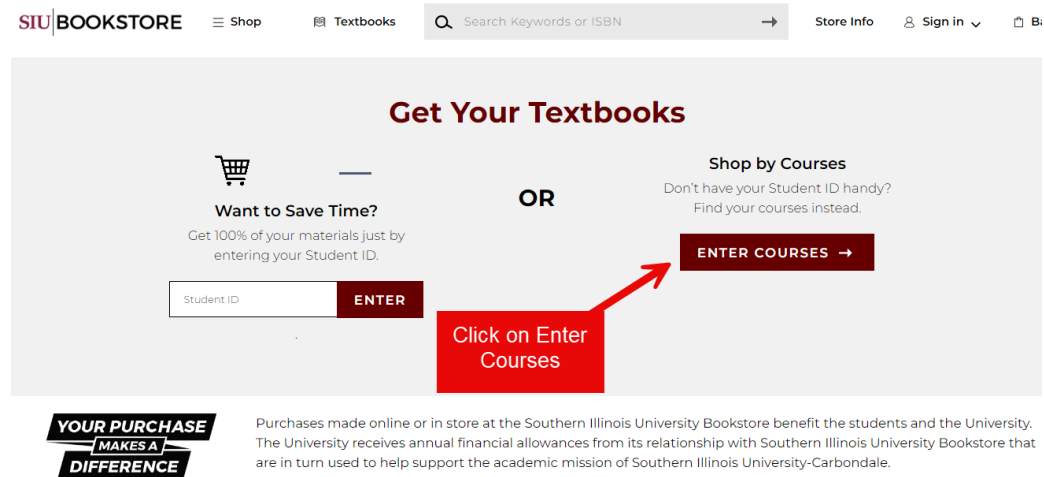 SIU BOOKSTORE
Shop
Textbooks
Search Keywords or ISBN
Store Info
Sign in
Ba
Get Your Textbooks
Want to Save Time?
Get 100% of your materials just by
entering your Student ID.
Student ID
ENTER
OR
Shop by Courses
Don't have your Student ID handy?
Find your courses instead.
ENTER COURSES →
Click on Enter
Courses
YOUR PURCHASE
MAKES A
DIFFERENCE
Purchases made online or in store at the Southern Illinois University Bookstore benefit the students and the University.
The University receives annual financial allowances from its relationship with Southern Illinois University Bookstore that
are in turn used to help support the academic mission of Southern Illinois University-Carbondale.